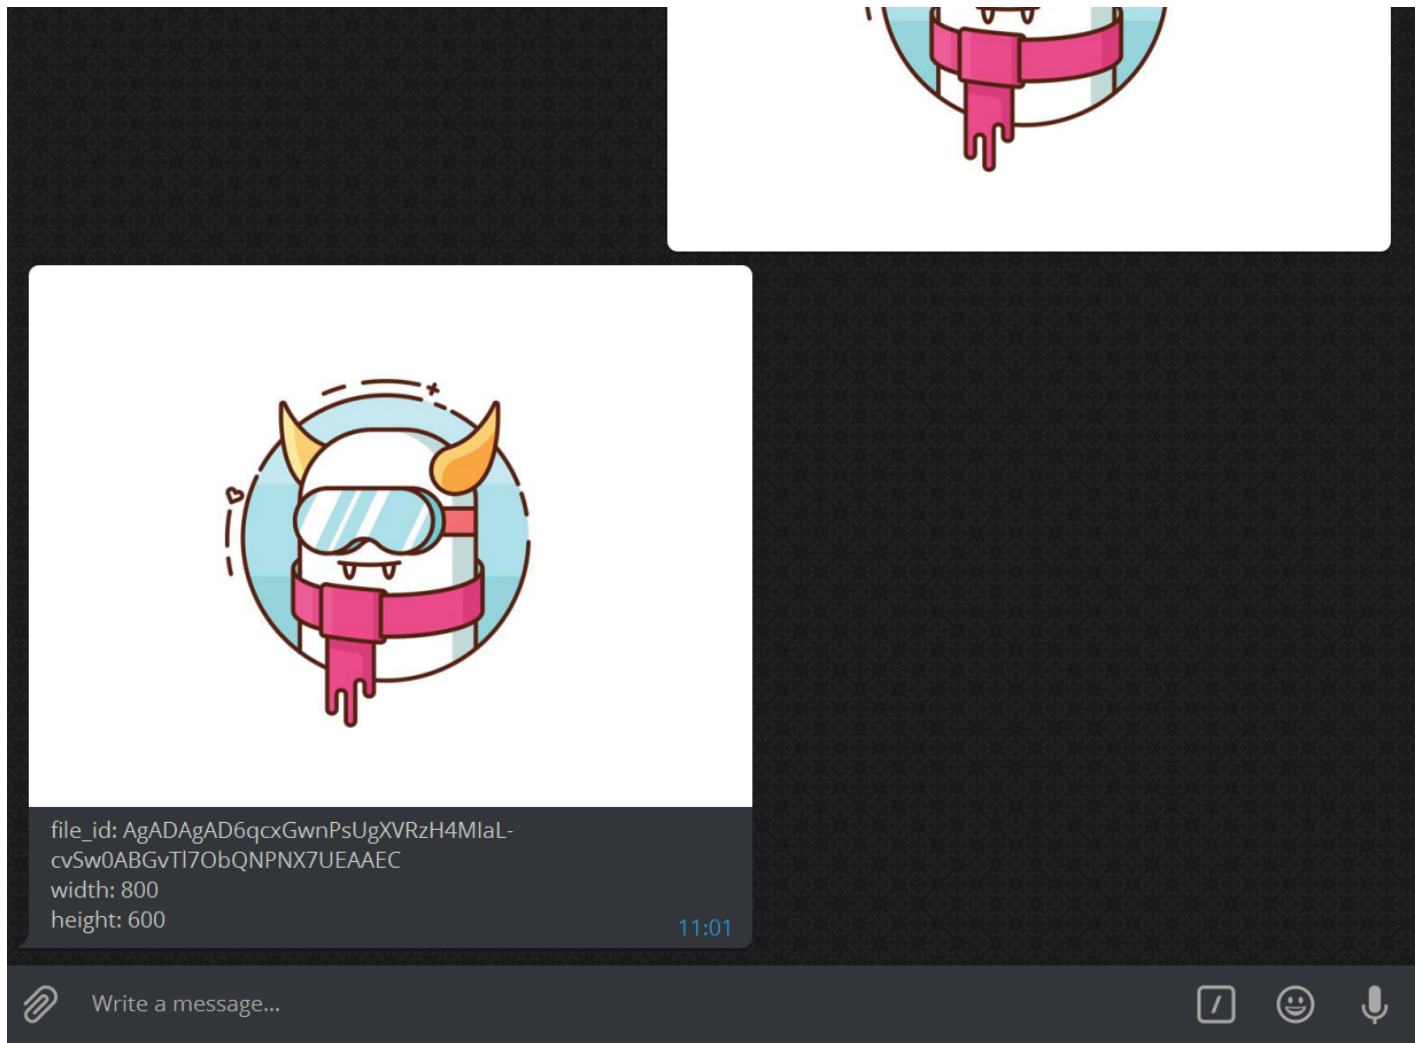 file_id: AgADAgAD6qcxGwnPsUgXVRzH4MIaL-
cvSw0ABGvTl7ObQNPNX7UEAAEC
width: 800
height: 600
11:01
Write a message...